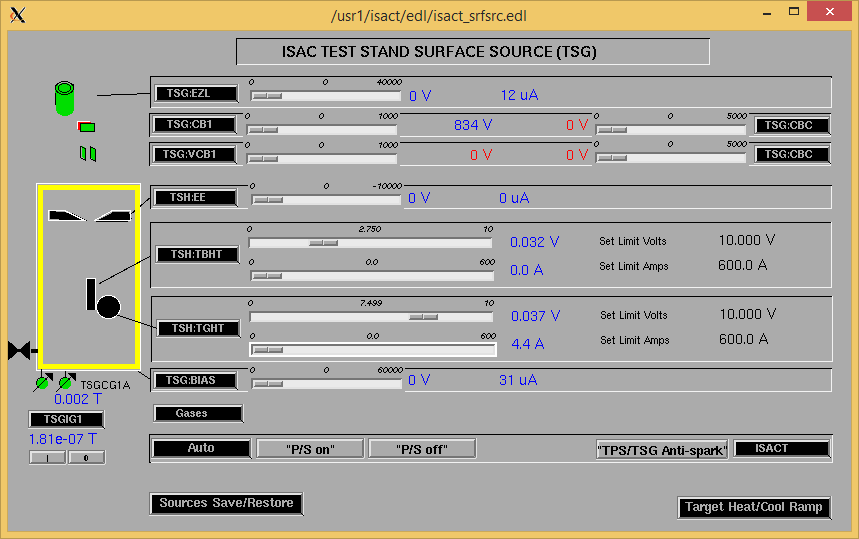 /usr1/isact/edl/isact_srfsrc.edl
ISAC TEST STAND SURFACE SOURCE (TSG)
TSG:EZL 0 0 40000 0 V 12 uA
TSG:CB1 0 1000 834 V 0 V 0 5000 TSG:CBC
TSG:VCB1 0 1000 0 V 0 V 0 5000 TSG:CBC
TSH:EE 0 0 -10000 0 V 0 uA
TSH:TBHT
0 2.750 10 0.032 V Set Limit Volts 10.000 V
0 0.0 600 0.0 A Set Limit Amps 600.0 A
TSH:TGHT
0 7.499 10 0.037 V Set Limit Volts 10.000 V
0 0.0 600 4.4 A Set Limit Amps 600.0 A
TSG:BIAS 0 0 60000 0 V 31 uA
TSGCG1A
0.002 T
TSGIG1
1.81e-07 T
I 0
Gases
Auto "P/S on" "P/S off" "TPS/TSG Anti-spark" ISACT
Sources Save/Restore Target Heat/Cool Ramp